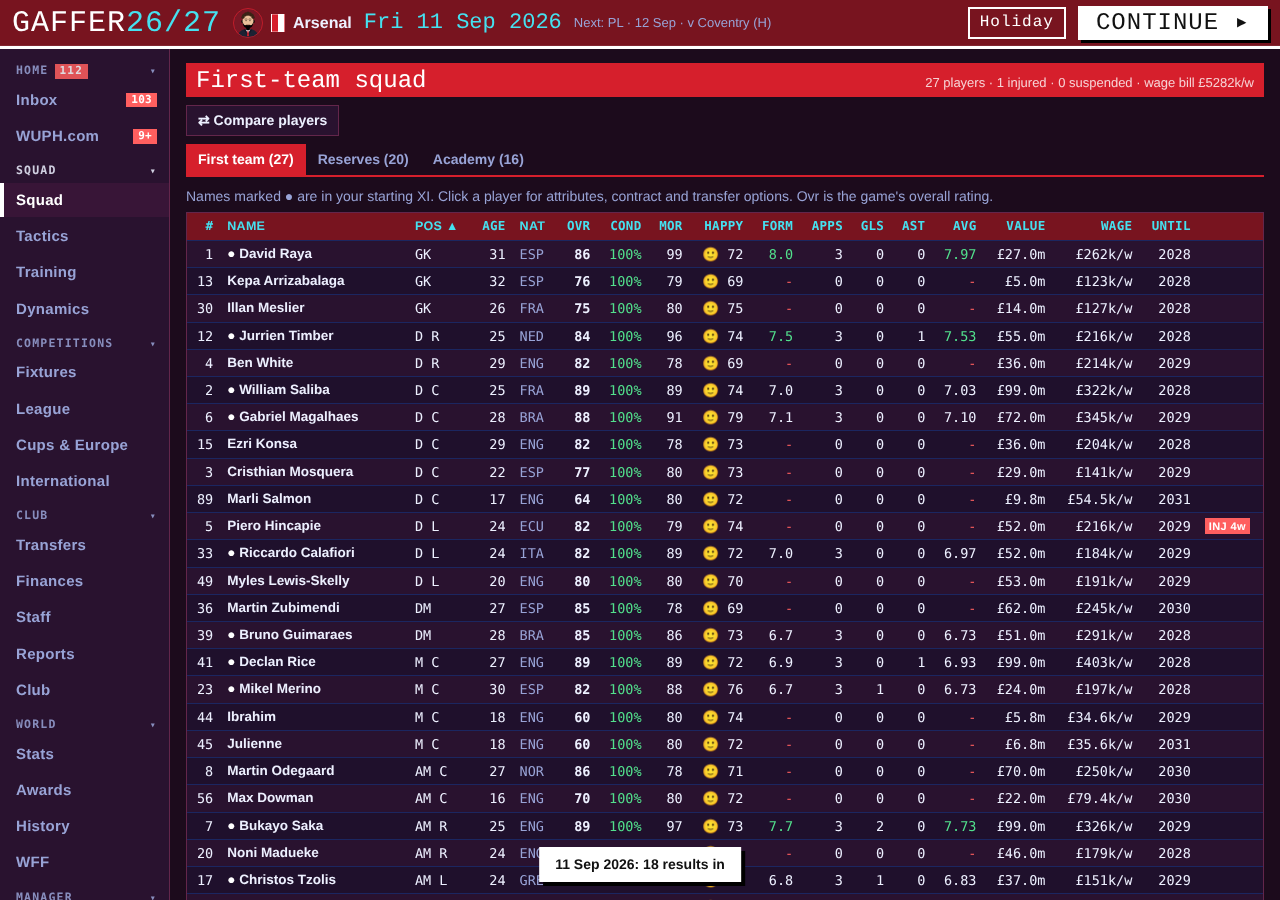 GAFFER26/27 Arsenal Fri 11 Sep 2026 Next: PL · 12 Sep · v Coventry (H) Holiday CONTINUE ▶
HOME 112 ▾
Inbox 103
WUPH.com 9+
SQUAD ▾
Squad
Tactics
Training
Dynamics
COMPETITIONS ▾
Fixtures
League
Cups & Europe
International
CLUB ▾
Transfers
Finances
Staff
Reports
Club
WORLD ▾
Stats
Awards
History
WFF
MANAGER ▾
First-team squad 27 players · 1 injured · 0 suspended · wage bill £5282k/w
⇄ Compare players
First team (27) Reserves (20) Academy (16)
Names marked ● are in your starting XI. Click a player for attributes, contract and transfer options. Ovr is the game's overall rating.
# NAME POS ▲ AGE NAT OVR COND MOR HAPPY FORM APPS GLS AST AVG VALUE WAGE UNTIL
1 ● David Raya GK 31 ESP 86 100% 99 🙂 72 8.0 3 0 0 7.97 £27.0m £262k/w 2028
13 Kepa Arrizabalaga GK 32 ESP 76 100% 79 🙂 69 - 0 0 0 - £5.0m £123k/w 2028
30 Illan Meslier GK 26 FRA 75 100% 80 🙂 75 - 0 0 0 - £14.0m £127k/w 2028
12 ● Jurrien Timber D R 25 NED 84 100% 96 🙂 74 7.5 3 0 1 7.53 £55.0m £216k/w 2028
4 Ben White D R 29 ENG 82 100% 78 🙂 69 - 0 0 0 - £36.0m £214k/w 2028
2 ● William Saliba D C 25 FRA 89 100% 89 🙂 74 7.0 3 0 0 7.03 £99.0m £322k/w 2028
6 ● Gabriel Magalhaes D C 28 BRA 88 100% 91 🙂 79 7.1 3 0 0 7.10 £72.0m £345k/w 2029
15 Ezri Konsa D C 29 ENG 82 100% 78 🙂 73 - 0 0 0 - £36.0m £204k/w 2028
3 Cristhian Mosquera D C 22 ESP 77 100% 80 🙂 73 - 0 0 0 - £29.0m £141k/w 2029
89 Marli Salmon D C 17 ENG 64 100% 80 🙂 72 - 0 0 0 - £9.8m £54.5k/w 2031
5 Piero Hincapie D L 24 ECU 82 100% 79 🙂 74 - 0 0 0 - £52.0m £216k/w 2029 INJ 4w
33 ● Riccardo Calafiori D L 24 ITA 82 100% 89 🙂 72 7.0 3 0 0 6.97 £52.0m £184k/w 2029
49 Myles Lewis-Skelly D L 20 ENG 80 100% 80 🙂 70 - 0 0 0 - £53.0m £191k/w 2029
36 Martin Zubimendi DM 27 ESP 85 100% 78 🙂 69 - 0 0 0 - £62.0m £245k/w 2030
39 ● Bruno Guimaraes DM 28 BRA 85 100% 86 🙂 72 6.7 3 0 0 6.73 £51.0m £291k/w 2028
41 ● Declan Rice M C 27 ENG 89 100% 89 🙂 72 6.9 3 0 1 6.93 £99.0m £403k/w 2028
23 ● Mikel Merino M C 30 ESP 82 100% 88 🙂 76 6.7 3 1 0 6.73 £24.0m £197k/w 2028
44 Ibrahim M C 18 ENG 60 100% 80 🙂 74 - 0 0 0 - £5.8m £34.6k/w 2029
45 Julienne M C 18 ENG 60 100% 80 🙂 72 - 0 0 0 - £6.8m £35.6k/w 2031
8 Martin Odegaard AM C 27 NOR 86 100% 78 🙂 71 - 0 0 0 - £70.0m £250k/w 2030
56 Max Dowman AM C 16 ENG 70 100% 80 🙂 72 - 0 0 0 - £22.0m £79.4k/w 2030
7 ● Bukayo Saka AM R 25 ENG 89 100% 97 🙂 73 7.7 3 2 0 7.73 £99.0m £326k/w 2029
20 Noni Madueke AM R 24 - 0 0 0 - £46.0m £179k/w 2028
17 ● Christos Tzolis AM L 24 6.8 3 1 0 6.83 £37.0m £151k/w 2029
11 Sep 2026: 18 results in